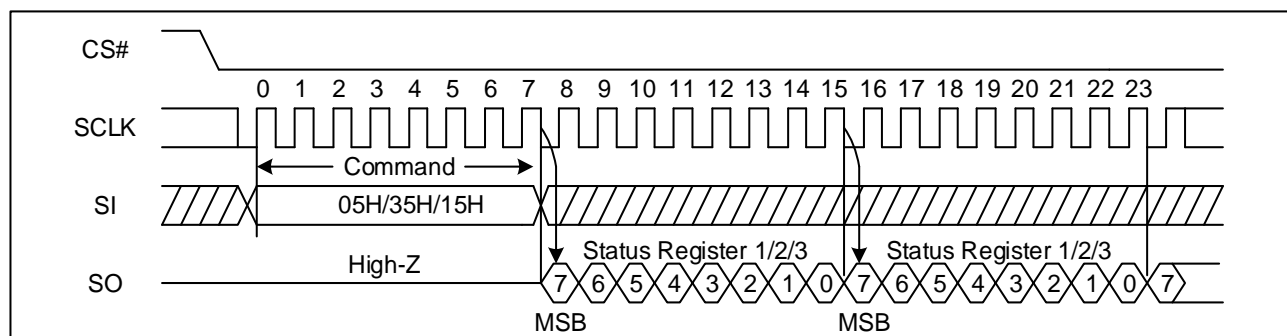 CS#
0 1 2 3 4 5 6 7 8 9 10 11 12 13 14 15 16 17 18 19 20 21 22 23
SCLK
Command
SI 05H/35H/15H
High-Z Status Register 1/2/3 Status Register 1/2/3
SO 7 6 5 4 3 2 1 0 7 6 5 4 3 2 1 0 7
MSB MSB